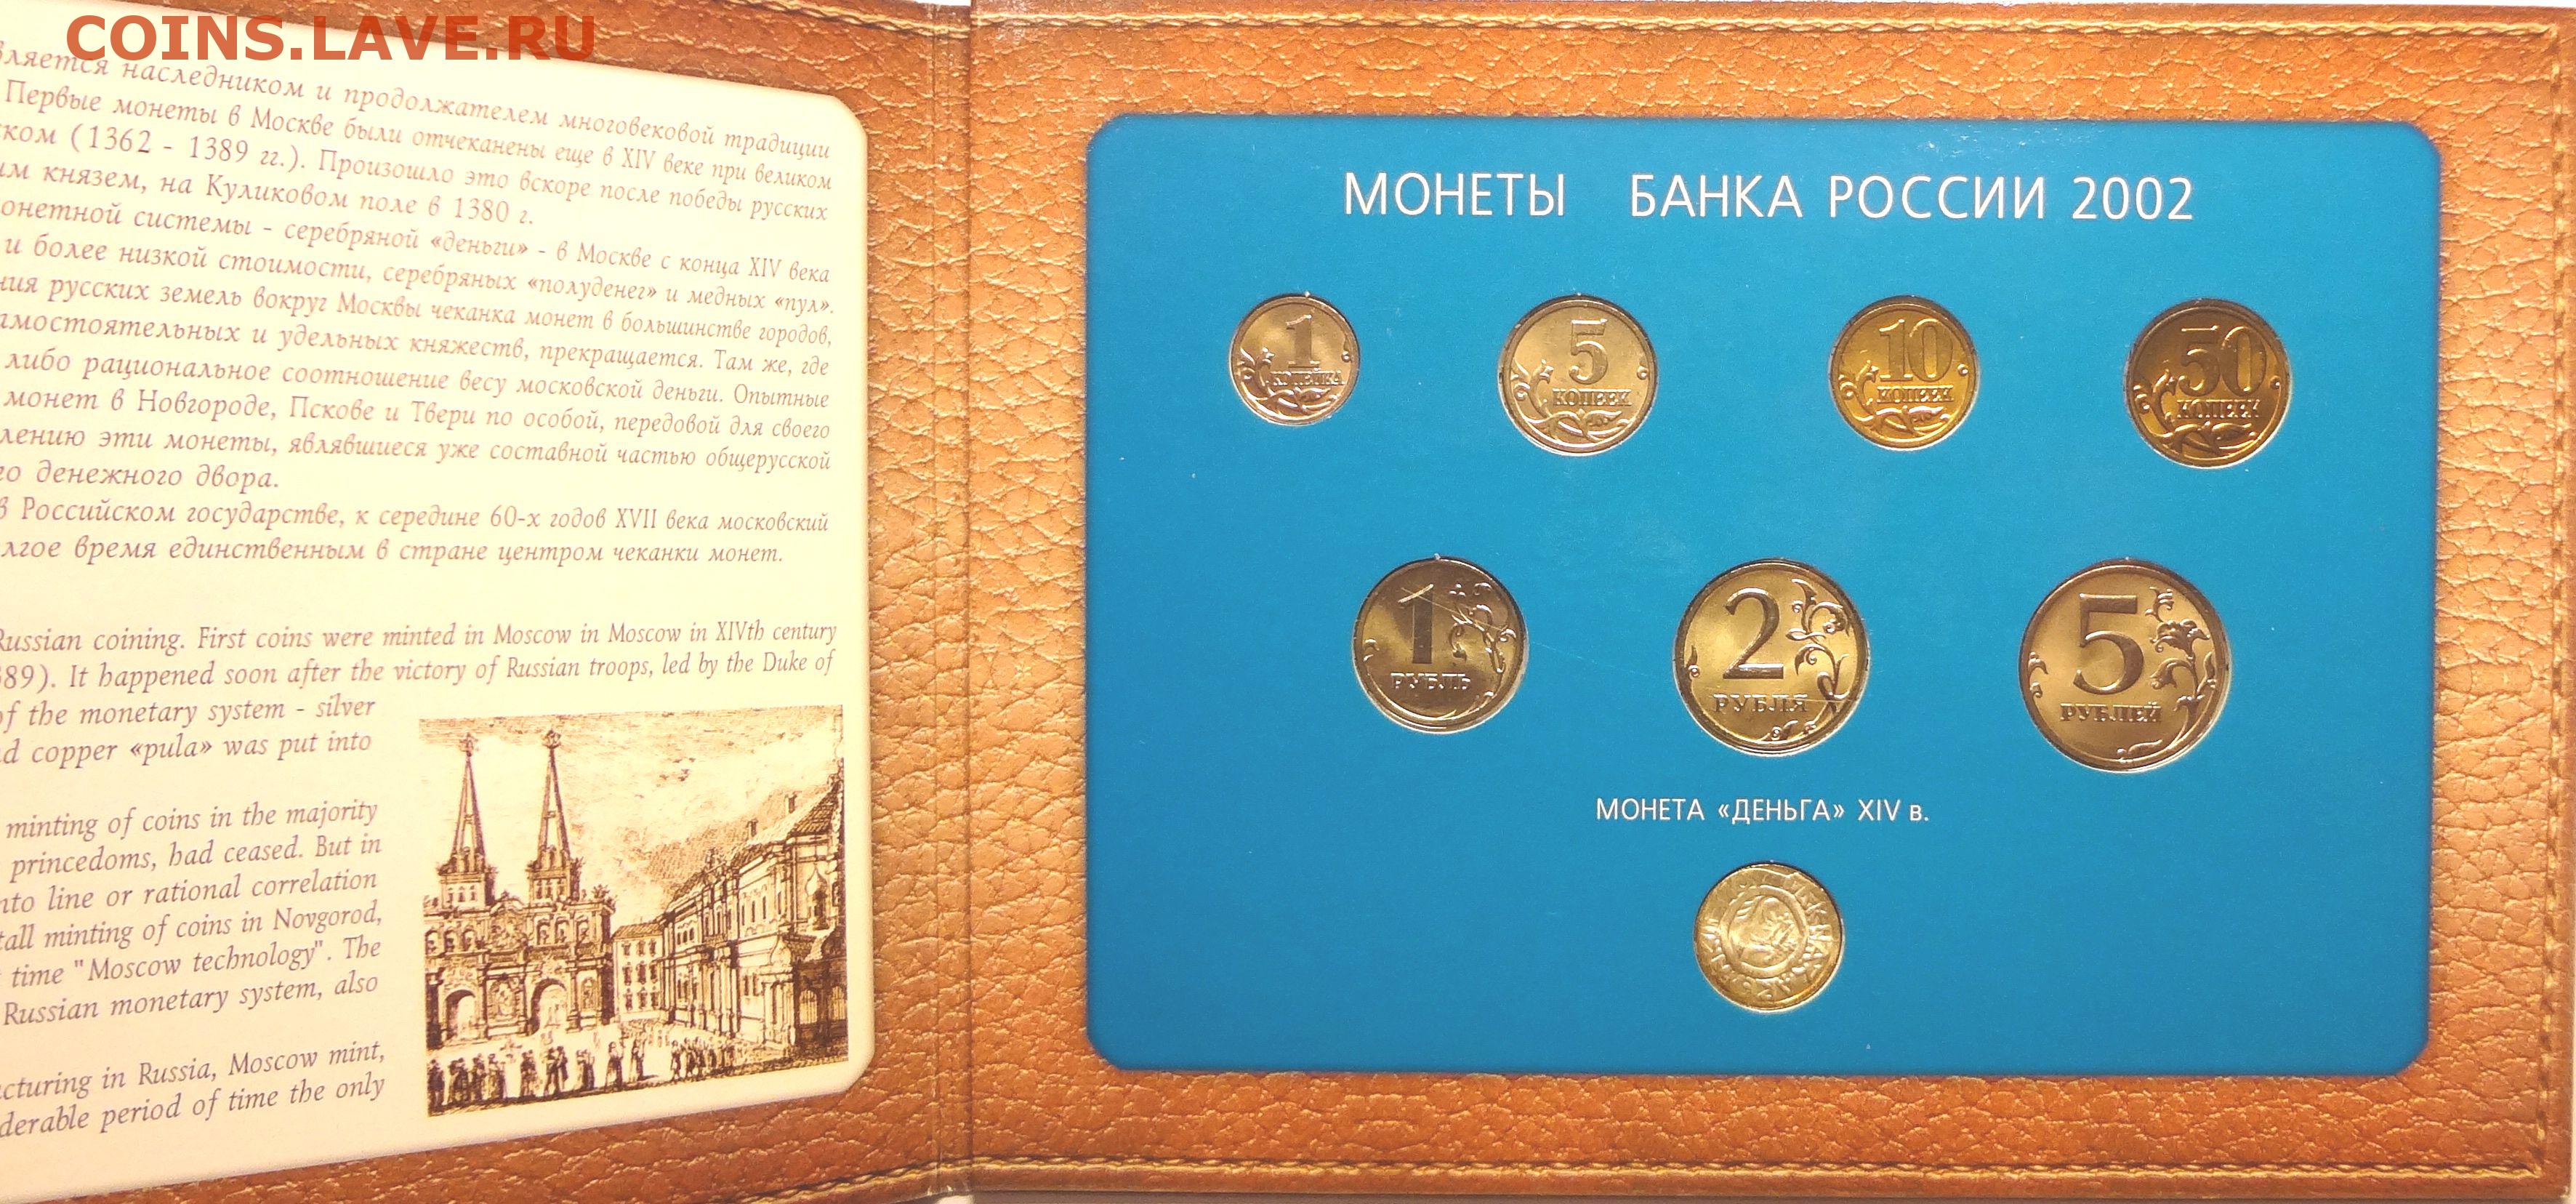 COINS.LAVE.RU
вляется наследником и продолжателем многовековой традиции
Первые монеты в Москве были отчеканены еще в XIV веке при великом
ком (1362 - 1389 гг.). Произошло это вскоре после победы русских
им князем, на Куликовом поле в 1380 г.
онетной системы - серебряной «деньги» - в Москве с конца XIV века
и более низкой стоимости, серебряных «полуденег» и медных «пул».
ния русских земель вокруг Москвы чеканка монет в большинстве городов,
амостоятельных и удельных княжеств, прекращается. Там же, где
либо рациональное соотношение весу московской деньги. Опытные
монет в Новгороде, Пскове и Твери по особой, передовой для своего
лению эти монеты, являвшиеся уже составной частью общерусской
го денежного двора.
в Российском государстве, к середине 60-х годов XVII века московский
лгое время единственным в стране центром чеканки монет.
Russian coining. First coins were minted in Moscow in Moscow in XIVth century
389). It happened soon after the victory of Russian troops, led by the Duke of
of the monetary system - silver
nd copper «pula» was put into
minting of coins in the majority
princedoms, had ceased. But in
nto line or rational correlation
tall minting of coins in Novgorod,
time "Moscow technology". The
Russian monetary system, also
cturing in Russia, Moscow mint,
derable period of time the only
МОНЕТЫ БАНКА РОССИИ 2002
1 КОПЕЙКА
5 КОПЕЕК
10 КОПЕЕК
50 КОПЕЕК
1 РУБЛЬ
2 РУБЛЯ
5 РУБЛЕЙ
МОНЕТА «ДЕНЬГА» XIV в.